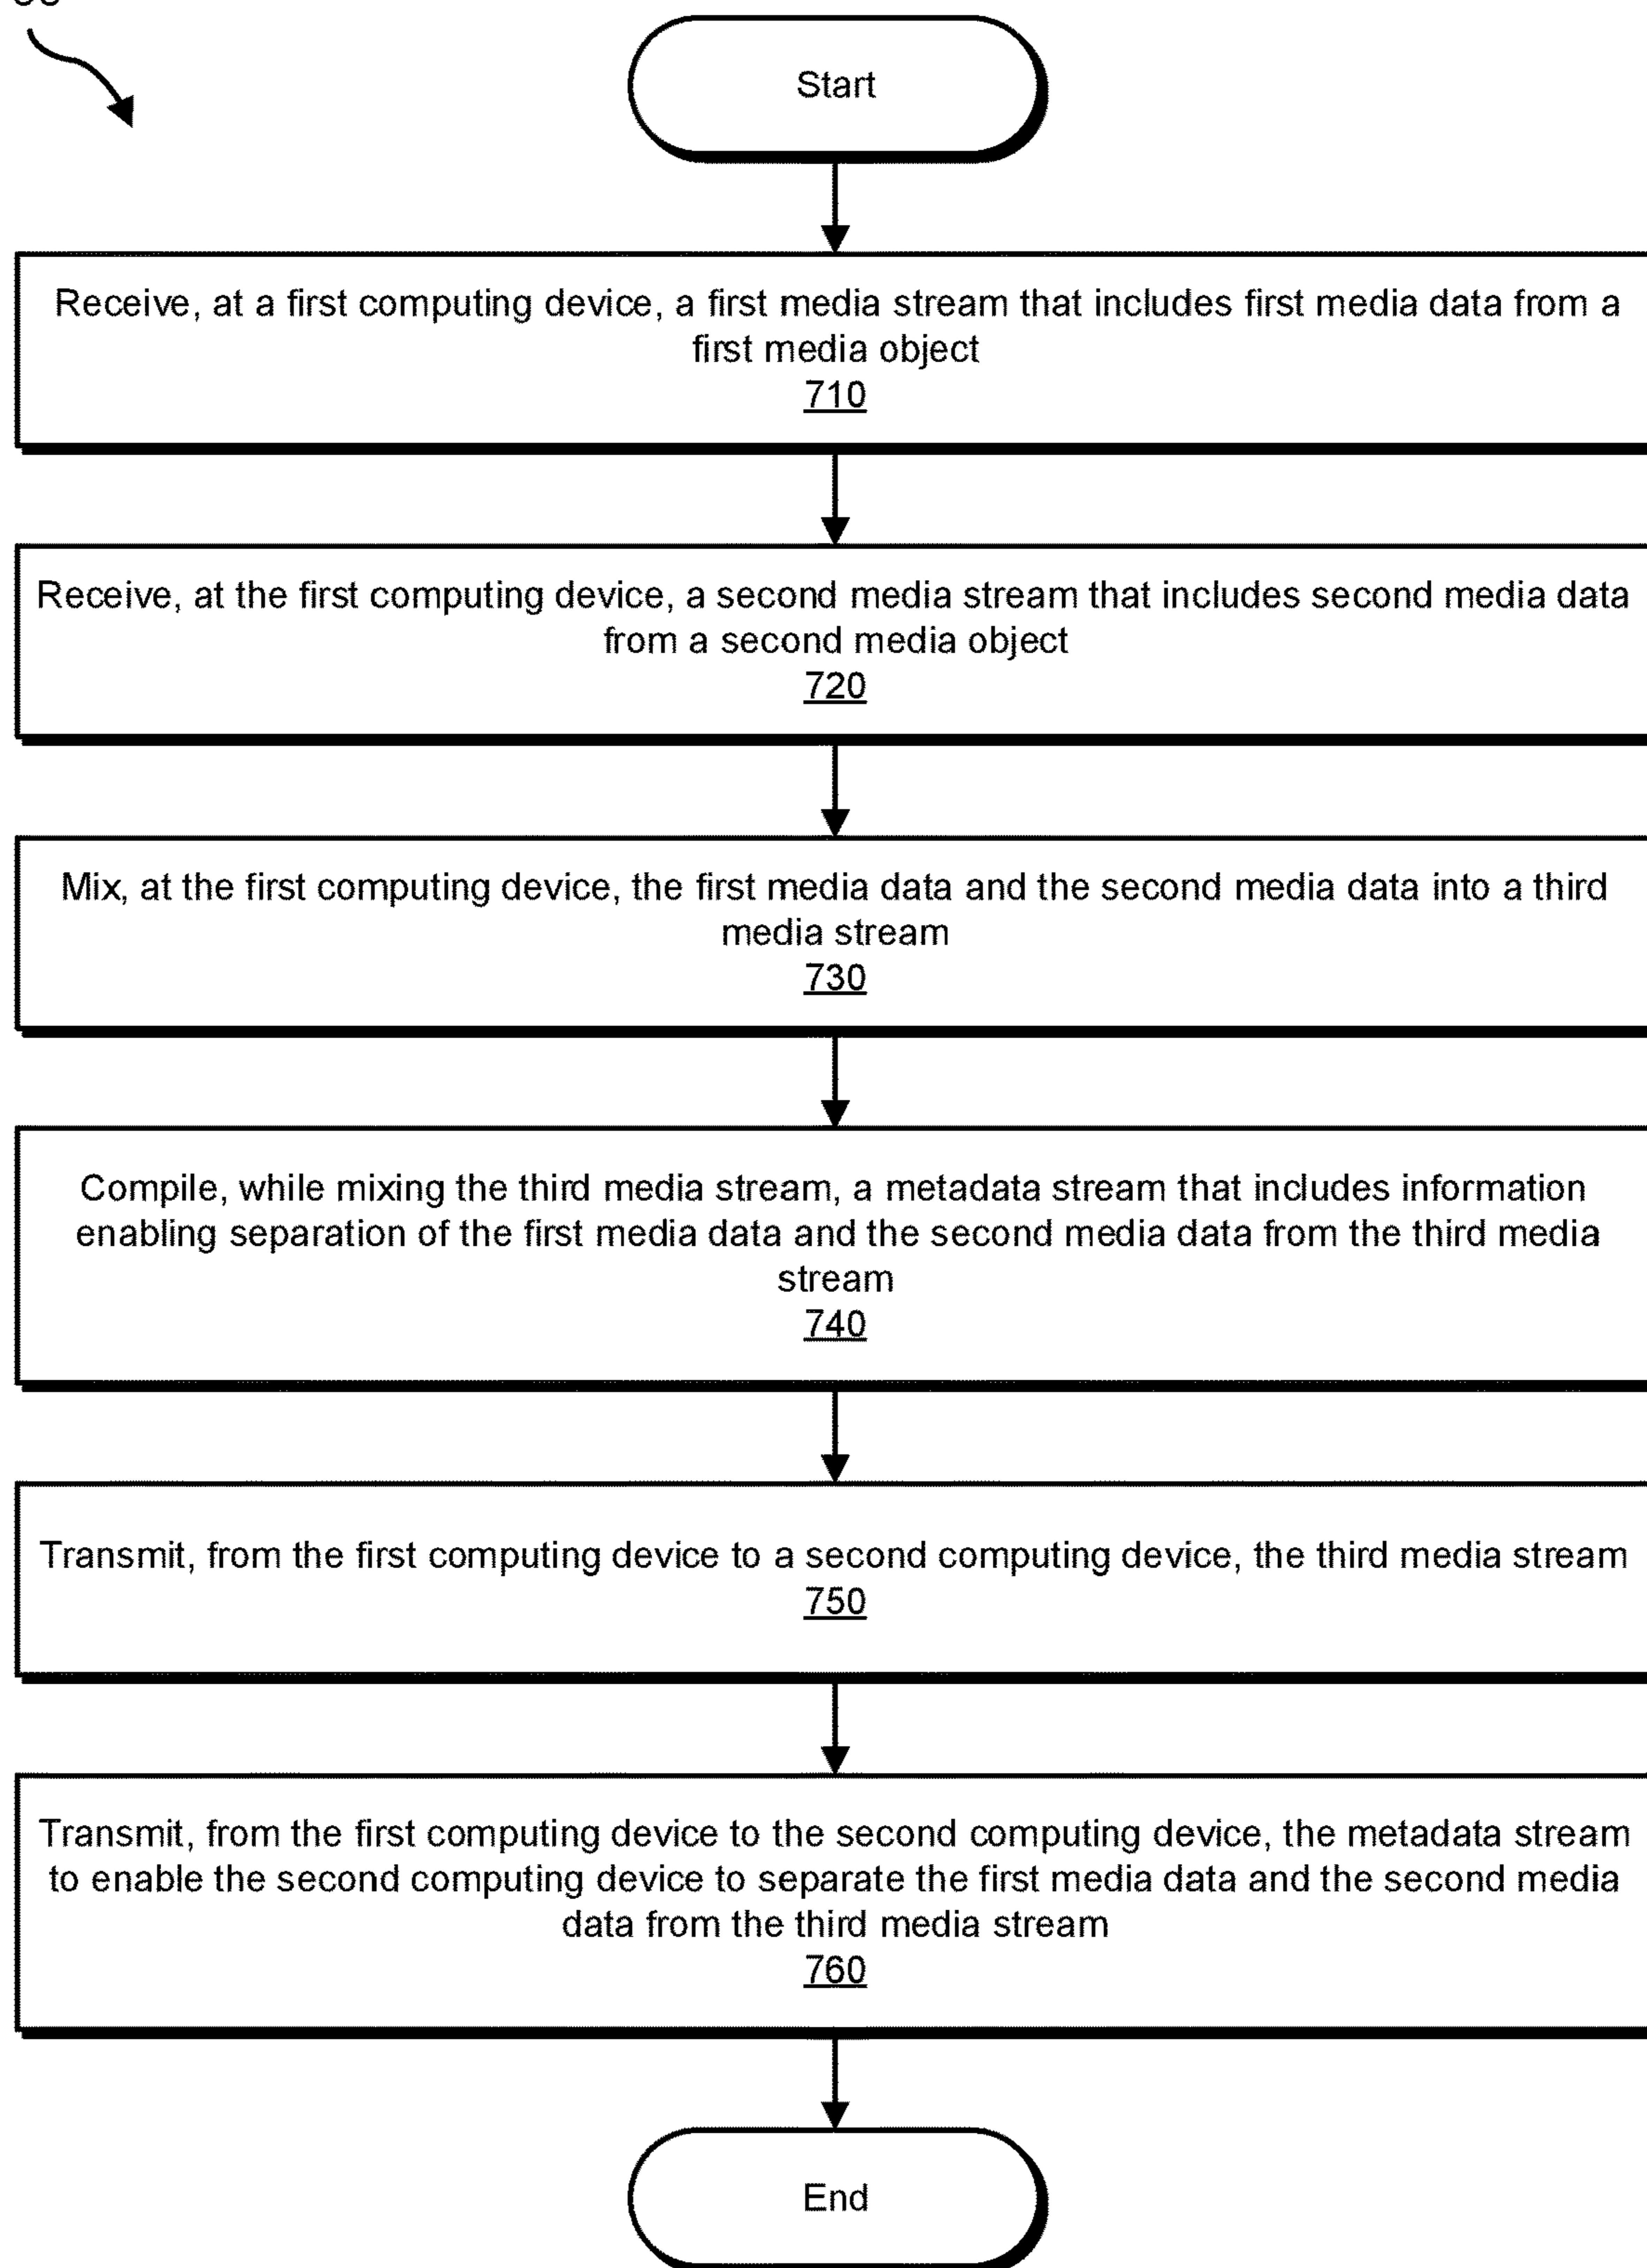 Start
Receive, at a first computing device, a first media stream that includes first media data from a
first media object
710
Receive, at the first computing device, a second media stream that includes second media data
from a second media object
720
Mix, at the first computing device, the first media data and the second media data into a third
media stream
730
Compile, while mixing the third media stream, a metadata stream that includes information
enabling separation of the first media data and the second media data from the third media
stream
740
Transmit, from the first computing device to a second computing device, the third media stream
750
Transmit, from the first computing device to the second computing device, the metadata stream
to enable the second computing device to separate the first media data and the second media
data from the third media stream
760
End